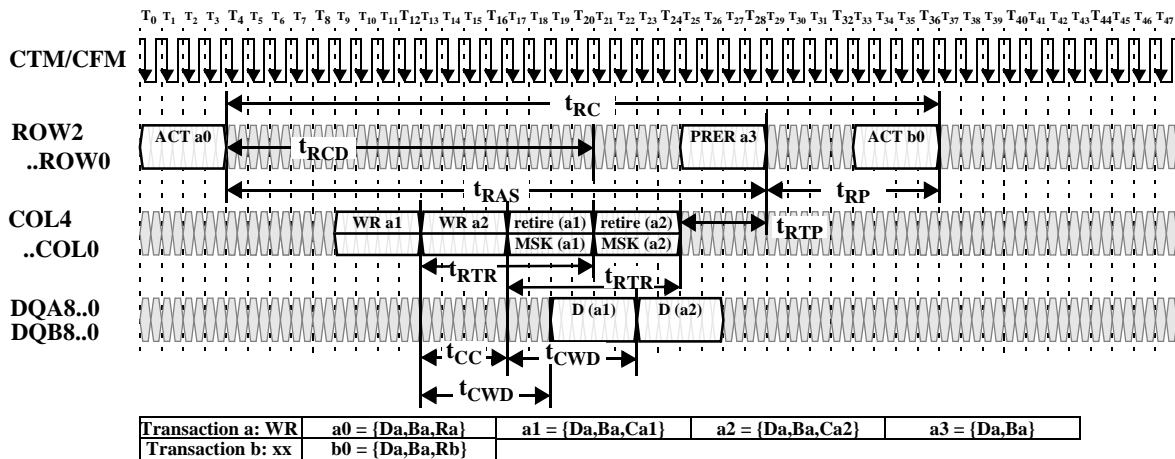 T0 T1 T2 T3 T4 T5 T6 T7 T8 T9 T10 T11 T12 T13 T14 T15 T16 T17 T18 T19 T20 T21 T22 T23 T24 T25 T26 T27 T28 T29 T30 T31 T32 T33 T34 T35 T36 T37 T38 T39 T40 T41 T42 T43 T44 T45 T46 T47
CTM/CFM
tRC
ROW2
..ROW0
ACT a0
PRER a3
ACT b0
tRCD
tRAS
tRP
COL4
..COL0
WR a1
WR a2
retire (a1)
retire (a2)
MSK (a1)
MSK (a2)
tRTP
tRTR
tRTR
DQA8..0
DQB8..0
D (a1)
D (a2)
tCC
tCWD
tCWD
Transaction a: WR a0 = {Da,Ba,Ra} a1 = {Da,Ba,Ca1} a2 = {Da,Ba,Ca2} a3 = {Da,Ba}
Transaction b: xx b0 = {Da,Ba,Rb}